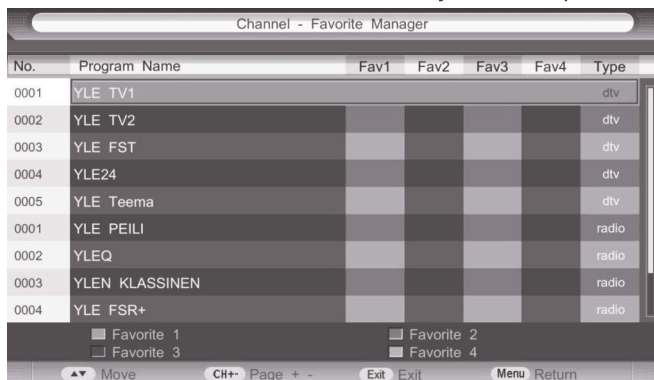 Channel - Favorite Manager
No. Program Name Fav1 Fav2 Fav3 Fav4 Type
0001 YLE TV1 dtv
0002 YLE TV2 dtv
0003 YLE FST dtv
0004 YLE24 dtv
0005 YLE Teema dtv
0001 YLE PEILI radio
0002 YLEQ radio
0003 YLEN KLASSINEN radio
0004 YLE FSR+ radio
Favorite 1 Favorite 2
Favorite 3 Favorite 4
▲▼ Move CH+- Page + - Exit Exit Menu Return